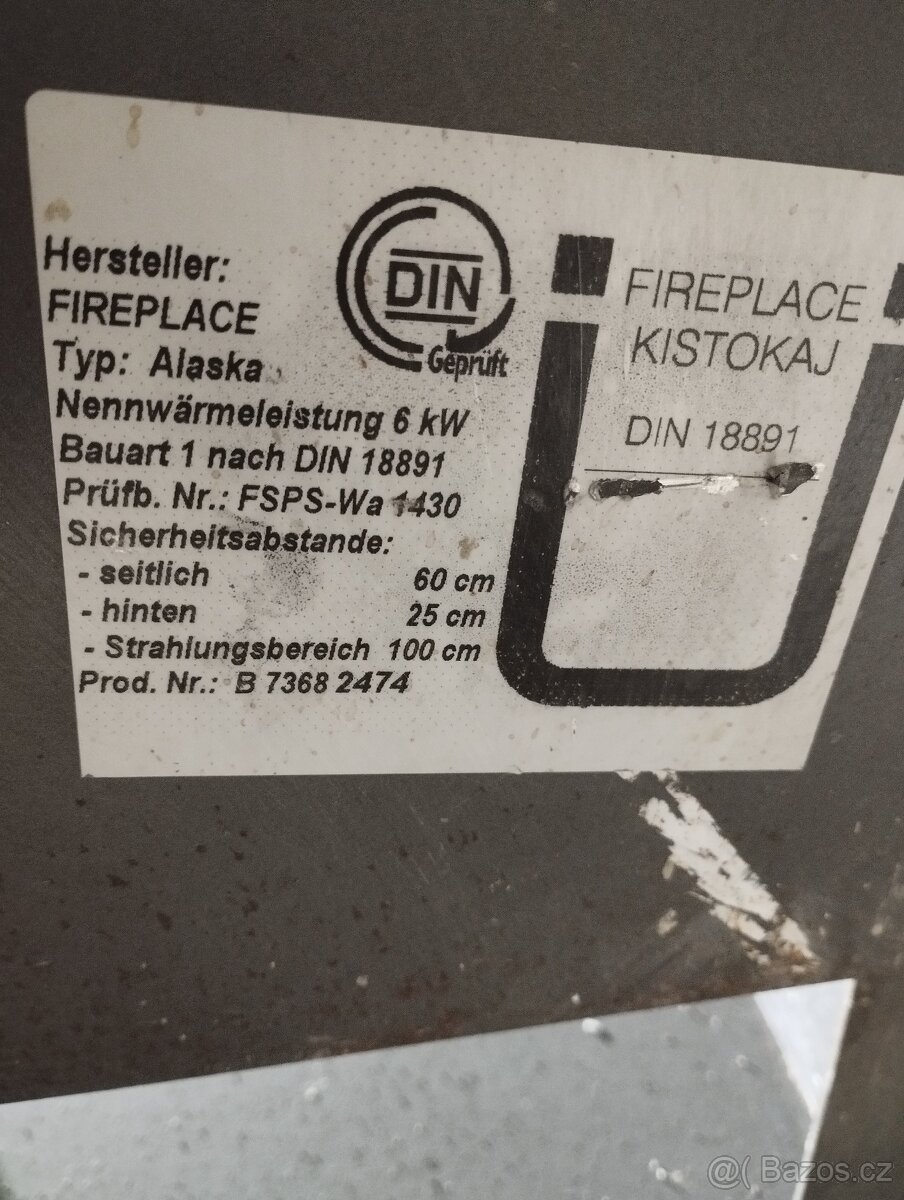 Hersteller:
FIREPLACE
Typ: Alaska
Nennwärmeleistung 6 kW
Bauart 1 nach DIN 18891
Prüfb. Nr.: FSPS-Wa 1430
Sicherheitsabstande:
- seitlich 60 cm
- hinten 25 cm
- Strahlungsbereich 100 cm
Prod. Nr.: B 7368 2474
DIN
Geprüft
Ü
FIREPLACE
KISTOKAJ
DIN 18891
@( Bazos.cz